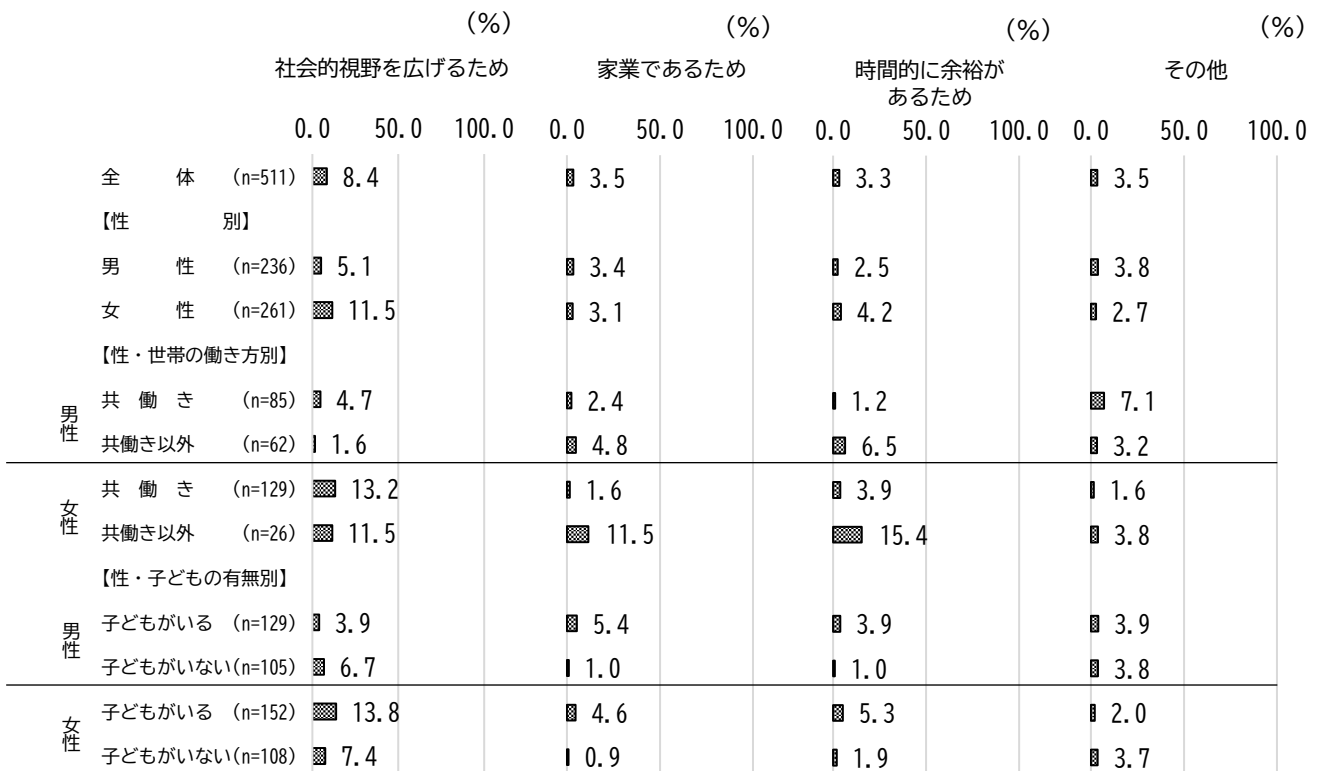 (%) (%) (%) (%)
社会的視野を広げるため 家業であるため 時間的に余裕が その他
あるため
0.0 50.0 100.0 0.0 50.0 100.0 0.0 50.0 100.0 0.0 50.0 100.0
全 体 (n=511) 8.4 3.5 3.3 3.5
【性 別】
男 性 (n=236) 5.1 3.4 2.5 3.8
女 性 (n=261) 11.5 3.1 4.2 2.7
【性・世帯の働き方別】
男性
共 働 き (n=85) 4.7 2.4 1.2 7.1
共働き以外 (n=62) 1.6 4.8 6.5 3.2
女性
共 働 き (n=129) 13.2 1.6 3.9 1.6
共働き以外 (n=26) 11.5 11.5 15.4 3.8
【性・子どもの有無別】
男性
子どもがいる (n=129) 3.9 5.4 3.9 3.9
子どもがいない(n=105) 6.7 1.0 1.0 3.8
女性
子どもがいる (n=152) 13.8 4.6 5.3 2.0
子どもがいない(n=108) 7.4 0.9 1.9 3.7